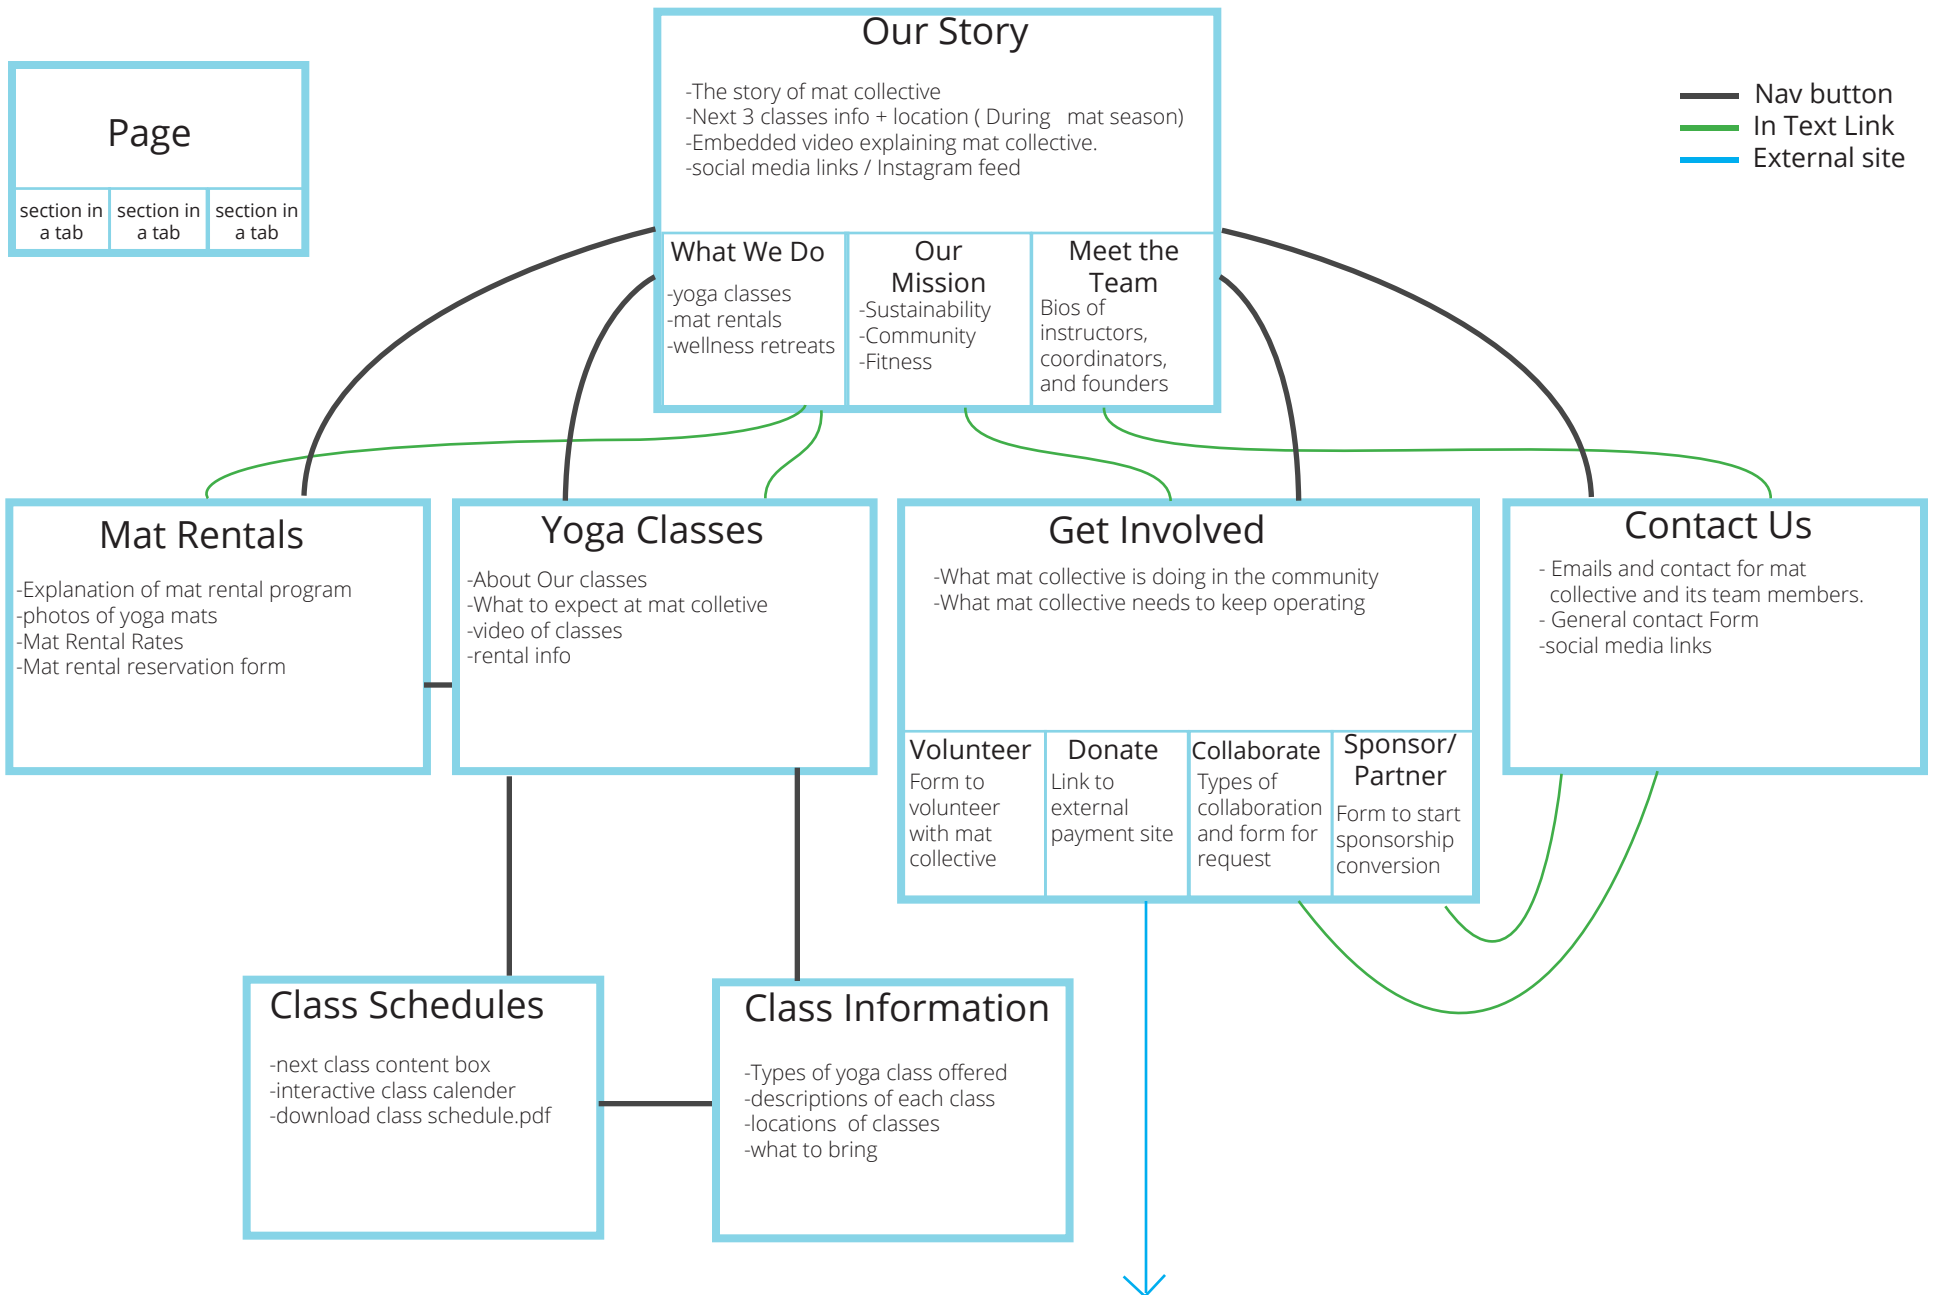 Our Story
-The story of mat collective
-Next 3 classes info + location ( During mat season)
-Embedded video explaining mat collective.
-social media links / Instagram feed
Page
section in
a tab
section in
a tab
section in
a tab
Nav button
In Text Link
External site
What We Do
-yoga classes
-mat rentals
-wellness retreats
Our
Mission
-Sustainability
-Community
-Fitness
Meet the
Team
Bios of
instructors,
coordinators,
and founders
Mat Rentals
-Explanation of mat rental program
-photos of yoga mats
-Mat Rental Rates
-Mat rental reservation form
Yoga Classes
-About Our classes
-What to expect at mat colletive
-video of classes
-rental info
Get Involved
-What mat collective is doing in the community
-What mat collective needs to keep operating
Contact Us
- Emails and contact for mat
collective and its team members.
- General contact Form
-social media links
Volunteer
Form to
volunteer
with mat
collective
Donate
Link to
external
payment site
Collaborate
Types of
collaboration
and form for
request
Sponsor/
Partner
Form to start
sponsorship
conversion
Class Schedules
-next class content box
-interactive class calender
-download class schedule.pdf
Class Information
-Types of yoga class offered
-descriptions of each class
-locations of classes
-what to bring